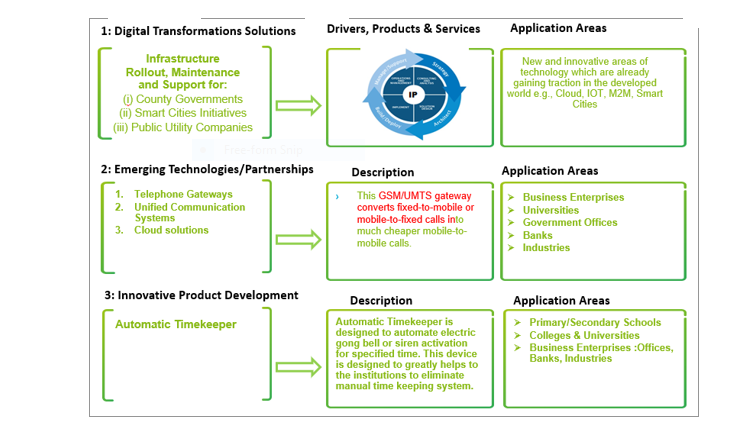 1: Digital Transformations Solutions
Drivers, Products & Services
Application Areas
Infrastructure
Rollout, Maintenance
and Support for:
(i) County Governments
(ii) Smart Cities Initiatives
(iii) Public Utility Companies
Strategy
Architect
IP
IMPLEMENT
New and innovative areas of
technology which are already
gaining traction in the developed
world e.g., Cloud, IOT, M2M, Smart
Cities
2: Emerging Technologies/Partnerships
Description
Application Areas
1. Telephone Gateways
2. Unified Communication
Systems
3. Cloud solutions
› This GSM/UMTS gateway
converts fixed-to-mobile or
mobile-to-fixed calls into
much cheaper mobile-to-
mobile calls.
➢ Business Enterprises
➢ Universities
➢ Government Offices
➢ Banks
➢ Industries
3: Innovative Product Development
Description
Application Areas
Automatic Timekeeper
Automatic Timekeeper is
designed to automate electric
gong bell or siren activation
for specified time. This device
is designed to greatly helps to
the institutions to eliminate
manual time keeping system.
➢ Primary/Secondary Schools
➢ Colleges & Universities
➢ Business Enterprises :Offices,
Banks, Industries